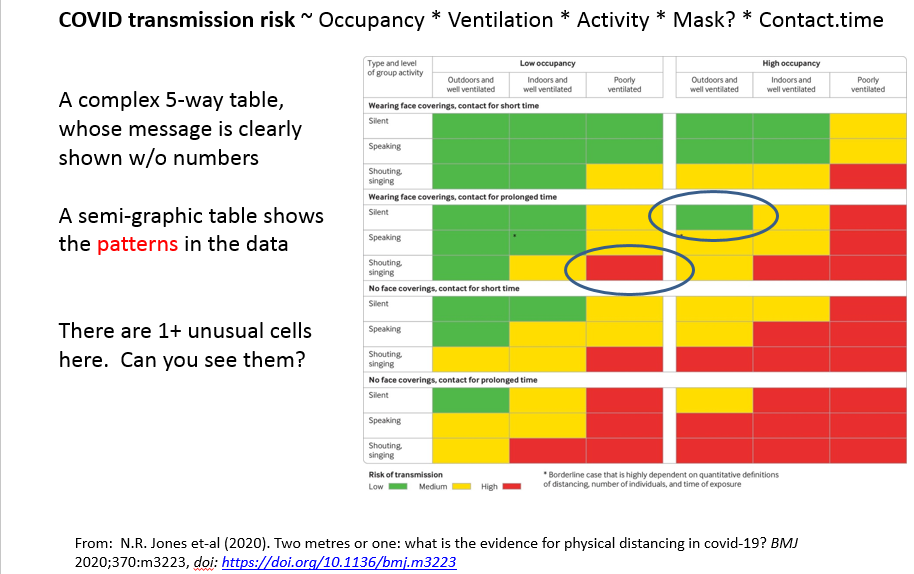 COVID transmission risk ~ Occupancy * Ventilation * Activity * Mask? * Contact.time
A complex 5-way table,
whose message is clearly
shown w/o numbers
A semi-graphic table shows
the patterns in the data
There are 1+ unusual cells
here.  Can you see them?
Type and level
of group activity
Low occupancy
High occupancy
Outdoors and
well ventilated
Indoors and
well ventilated
Poorly
ventilated
Outdoors and
well ventilated
Indoors and
well ventilated
Poorly
ventilated
Wearing face coverings, contact for short time
Silent
Speaking
Shouting,
singing
Wearing face coverings, contact for prolonged time
Silent
Speaking
*
*
Shouting,
singing
No face coverings, contact for short time
Silent
Speaking
Shouting,
singing
No face coverings, contact for prolonged time
Silent
Speaking
Shouting,
singing
Risk of transmission
Low
Medium
High
* Borderline case that is highly dependent on quantitative definitions
of distancing, number of individuals, and time of exposure
From:  N.R. Jones et-al (2020). Two metres or one: what is the evidence for physical distancing in covid-19? BMJ
2020;370:m3223, doi: https://doi.org/10.1136/bmj.m3223